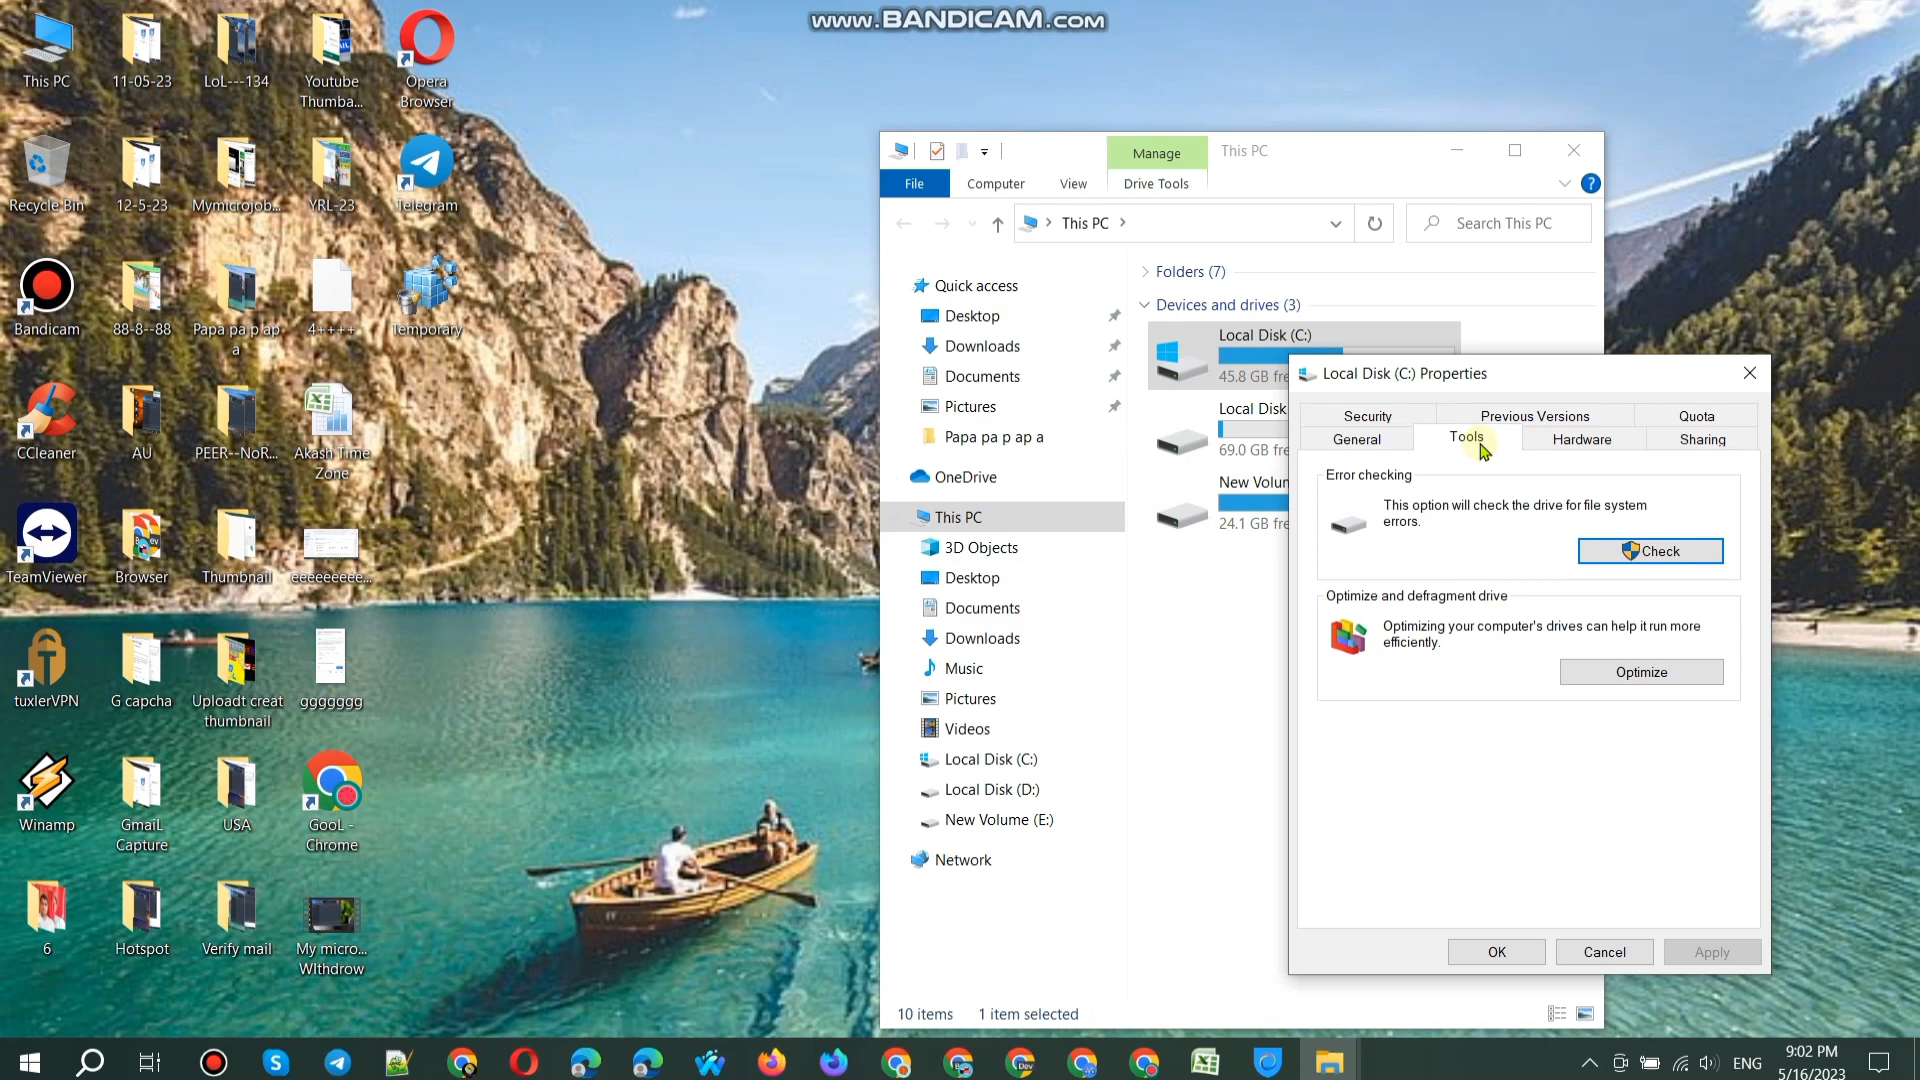 www.BANDICAM.com
This PC
11-05-23
LoL---134
Youtube
Thumba...
Opera
Browser
Recycle Bin
12-5-23
Mymicrojob...
YRL-23
Telegram
Bandicam
88-8--88
Papa pa p ap
a
4++++
Temporary
CCleaner
AU
PEER--NoR...
Akash Time
Zone
TeamViewer
Browser
Thumbnail
eeeeeeeeee...
tuxlerVPN
G capcha
Uploadt creat
thumbnail
ggggggg
Winamp
GmaiL
Capture
USA
GooL -
Chrome
6
Hotspot
Verify mail
My micro...
WIthdrow
Manage
This PC
File
Computer
View
Drive Tools
This PC
Search This PC
Quick access
Desktop
Downloads
Documents
Pictures
Papa pa p ap a
OneDrive
This PC
3D Objects
Desktop
Documents
Downloads
Music
Pictures
Videos
Local Disk (C:)
Local Disk (D:)
New Volume (E:)
Network
Folders (7)
Devices and drives (3)
Local Disk (C:)
45.8 GB fre
Local Disk
69.0 GB fre
New Volun
24.1 GB fre
10 items
1 item selected
Local Disk (C:) Properties
Security
Previous Versions
Quota
General
Tools
Hardware
Sharing
Error checking
This option will check the drive for file system
errors.
Check
Optimize and defragment drive
Optimizing your computer's drives can help it run more
efficiently.
Optimize
OK
Cancel
Apply
ENG
9:02 PM
5/16/2023